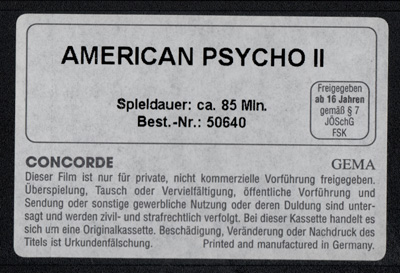 AMERICAN PSYCHO II
Spieldauer: ca. 85 Min.
Best.-Nr.: 50640
Freigegeben
ab 16 Jahren
gemäß § 7
JÖSchG
FSK
CONCORDE
GEMA
Dieser Film ist nur für private, nicht kommerzielle Vorführung freigegeben.
Überspielung, Tausch oder Vervielfältigung, öffentliche Vorführung und
Sendung oder sonstige gewerbliche Nutzung oder deren Duldung sind unter-
sagt und werden zivil- und strafrechtlich verfolgt. Bei dieser Kassette handelt es
sich um eine Originalkassette. Beschädigung, Veränderung oder Nachdruck des
Titels ist Urkundenfälschung.
Printed and manufactured in Germany.